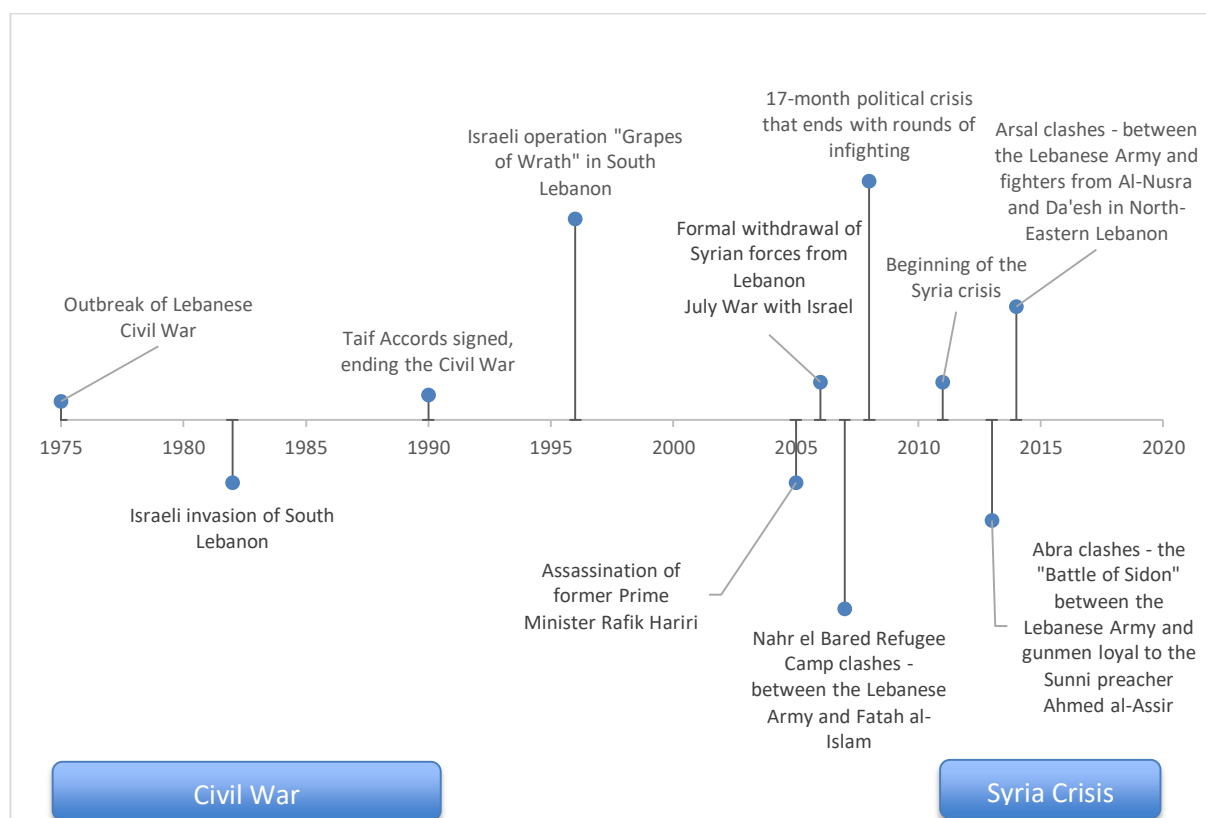 17-month political crisis
that ends with rounds of
infighting
Israeli operation "Grapes
of Wrath" in South
Lebanon
Arsal clashes - between
the Lebanese Army and
fighters from Al-Nusra
and Da'esh in North-
Eastern Lebanon
Formal withdrawal of
Syrian forces from
Lebanon
July War with Israel
Beginning of the
Syria crisis
Outbreak of Lebanese
Civil War
Taif Accords signed,
ending the Civil War
1975 1980 1985 1990 1995 2000 2005 2010 2015 2020
Israeli invasion of South
Lebanon
Assassination of
former Prime
Minister Rafik Hariri
Nahr el Bared Refugee
Camp clashes -
between the Lebanese
Army and Fatah al-
Islam
Abra clashes - the
"Battle of Sidon"
between the
Lebanese Army and
gunmen loyal to the
Sunni preacher
Ahmed al-Assir
Civil War
Syria Crisis